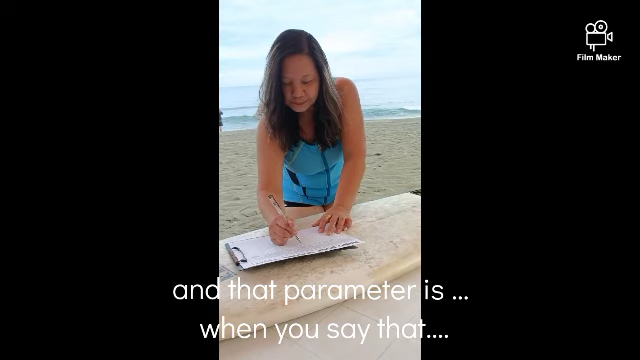 Film Maker
and that parameter is ...
when you say that....